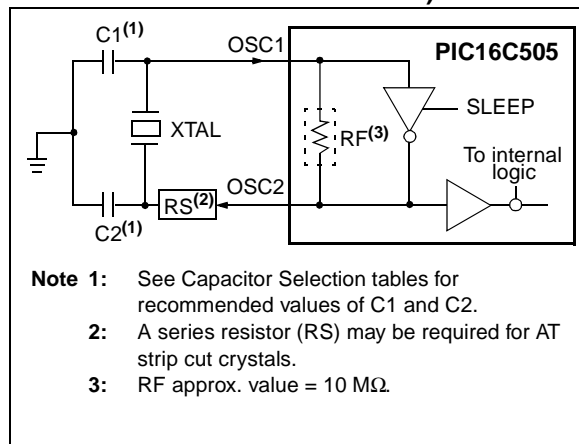 C1(1)
OSC1
PIC16C505
SLEEP
XTAL
RF(3)
To internal
logic
OSC2
RS(2)
C2(1)
Note 1: See Capacitor Selection tables for
recommended values of C1 and C2.
2: A series resistor (RS) may be required for AT
strip cut crystals.
3: RF approx. value = 10 MΩ.